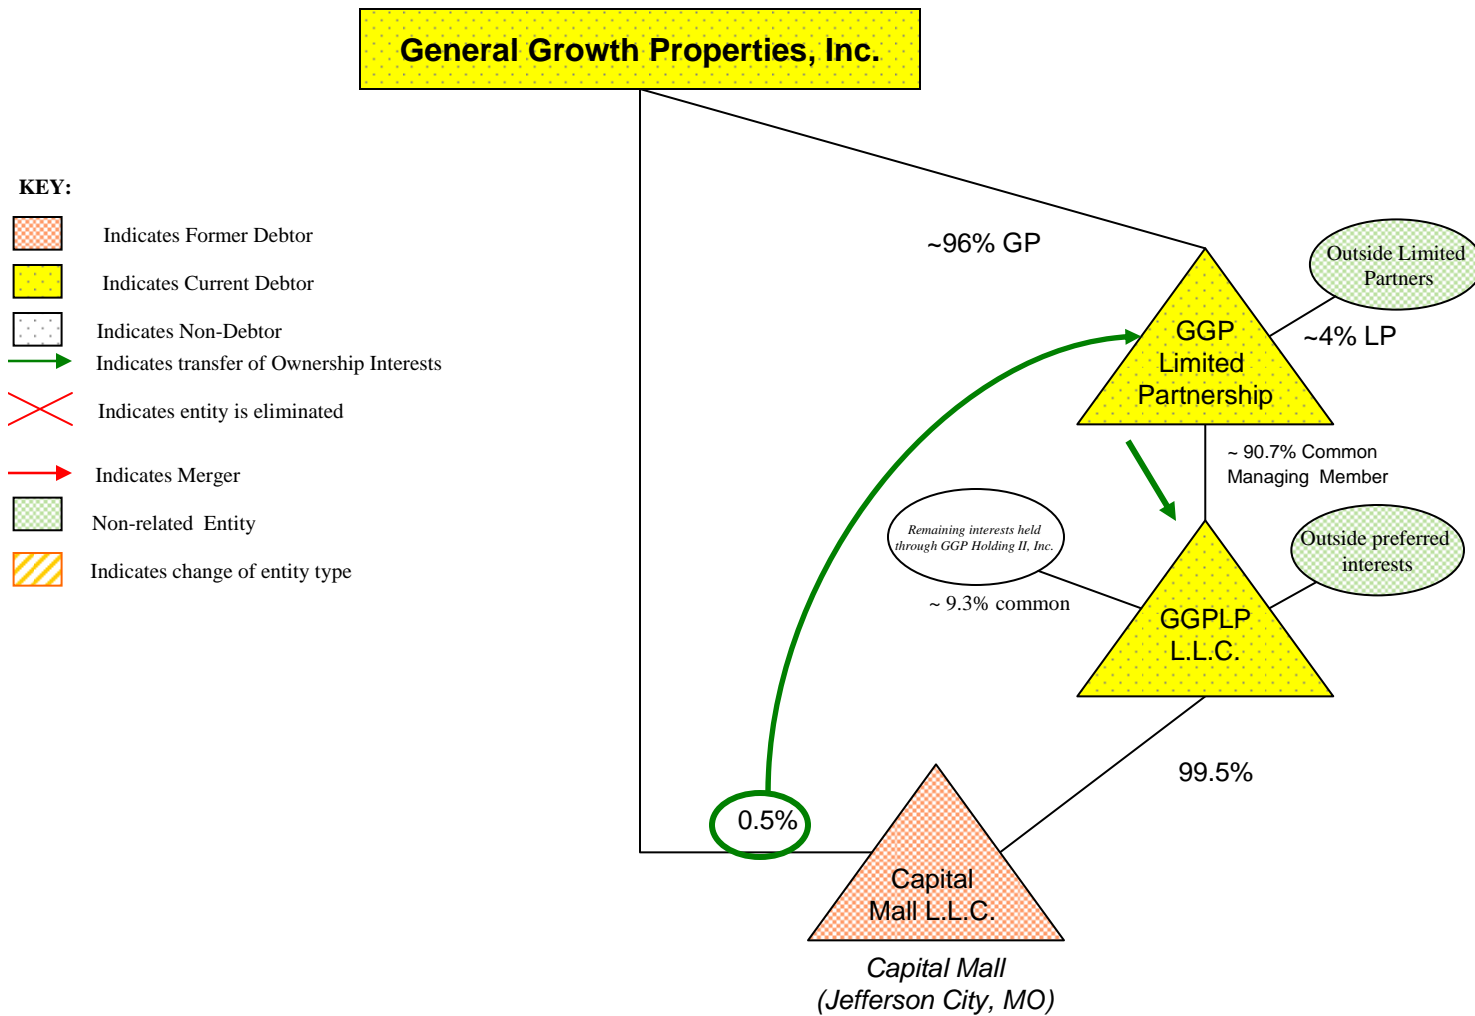 General Growth Properties, Inc.
KEY:
Indicates Former Debtor
Indicates Current Debtor
Indicates Non-Debtor
Indicates transfer of Ownership Interests
Indicates entity is eliminated
Indicates Merger
Non-related Entity
Indicates change of entity type
~96% GP
Outside Limited
Partners
~4% LP
GGP
Limited
Partnership
~ 90.7% Common
Managing Member
Remaining interests held
through GGP Holding II, Inc.
~ 9.3% common
Outside preferred
interests
GGPLP
L.L.C.
99.5%
0.5%
Capital
Mall L.L.C.
Capital Mall
(Jefferson City, MO)